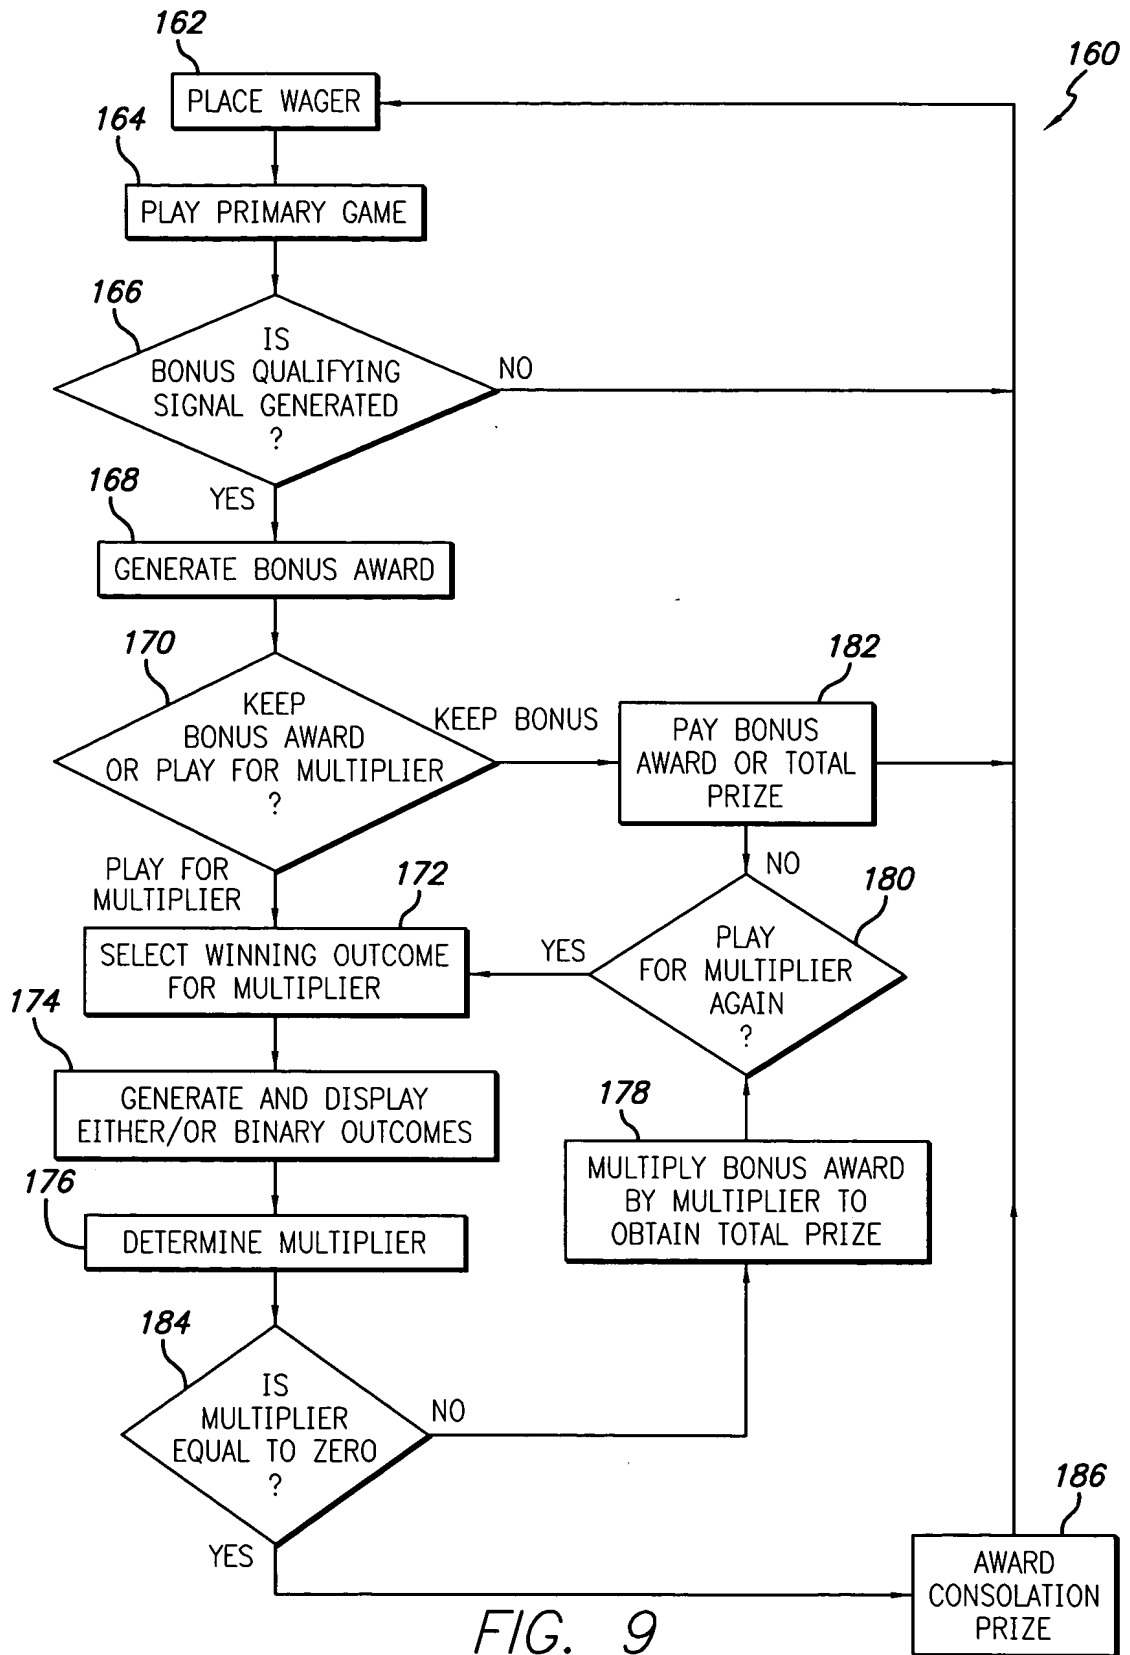 162
160
PLACE WAGER
164
PLAY PRIMARY GAME
166
IS
BONUS QUALIFYING
SIGNAL GENERATED
?
NO
YES
168
GENERATE BONUS AWARD
170
KEEP
BONUS AWARD
OR PLAY FOR MULTIPLIER
?
KEEP BONUS
182
PAY BONUS
AWARD OR TOTAL
PRIZE
PLAY FOR
MULTIPLIER
172
SELECT WINNING OUTCOME
FOR MULTIPLIER
YES
NO
180
PLAY
FOR MULTIPLIER
AGAIN
?
174
GENERATE AND DISPLAY
EITHER/OR BINARY OUTCOMES
178
MULTIPLY BONUS AWARD
BY MULTIPLIER TO
OBTAIN TOTAL PRIZE
176
DETERMINE MULTIPLIER
184
IS
MULTIPLIER
EQUAL TO ZERO
?
NO
YES
186
AWARD
CONSOLATION
PRIZE
FIG. 9